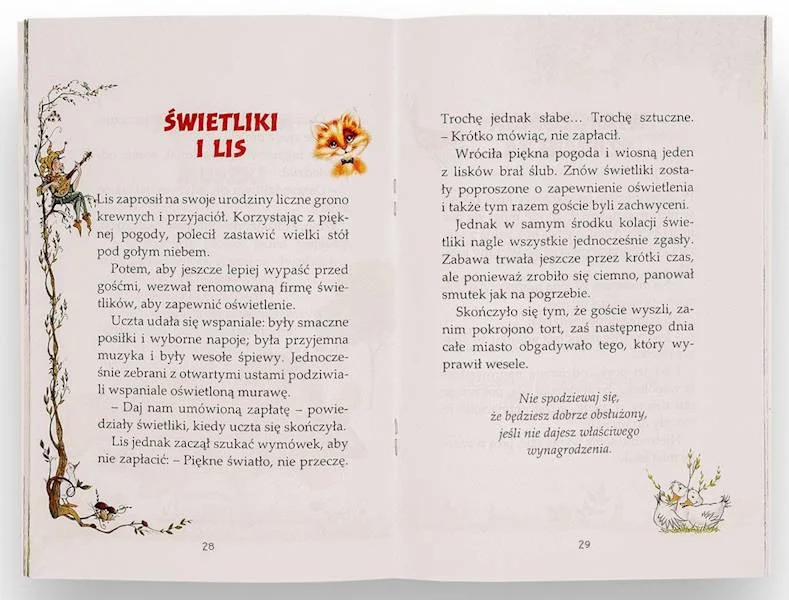 ŚWIETLIKI
I LIS
Lis zaprosił na swoje urodziny liczne grono
krewnych i przyjaciół. Korzystając z pięk-
nej pogody, polecił zastawić wielki stół
pod gołym niebem.
Potem, aby jeszcze lepiej wypaść przed
gośćmi, wezwał renomowaną firmę świe-
tlików, aby zapewnić oświetlenie.
Uczta udała się wspaniale: były smaczne
posiłki i wyborne napoje; była przyjemna
muzyka i były wesołe śpiewy. Jednocze-
śnie zebrani z otwartymi ustami podziwia-
li wspaniale oświetloną murawę.
– Daj nam umówioną zapłatę – powie-
działy świetliki, kiedy uczta się skończyła.
Lis jednak zaczął szukać wymówek, aby
nie zapłacić: – Piękne światło, nie przeczę.
28
Trochę jednak słabe… Trochę sztuczne.
– Krótko mówiąc, nie zapłacił.
Wróciła piękna pogoda i wiosną jeden
z lisków brał ślub. Znów świetliki zosta-
ły poproszone o zapewnienie oświetlenia
i także tym razem goście byli zachwyceni.
Jednak w samym środku kolacji świe-
tliki nagle wszystkie jednocześnie zgasły.
Zabawa trwała jeszcze przez krótki czas,
ale ponieważ zrobiło się ciemno, panował
smutek jak na pogrzebie.
Skończyło się tym, że goście wyszli, za-
nim pokrojono tort, zaś następnego dnia
całe miasto obgadywało tego, który wy-
prawił wesele.
Nie spodziewaj się,
że będziesz dobrze obsłużony,
jeśli nie dajesz właściwego
wynagrodzenia.
29